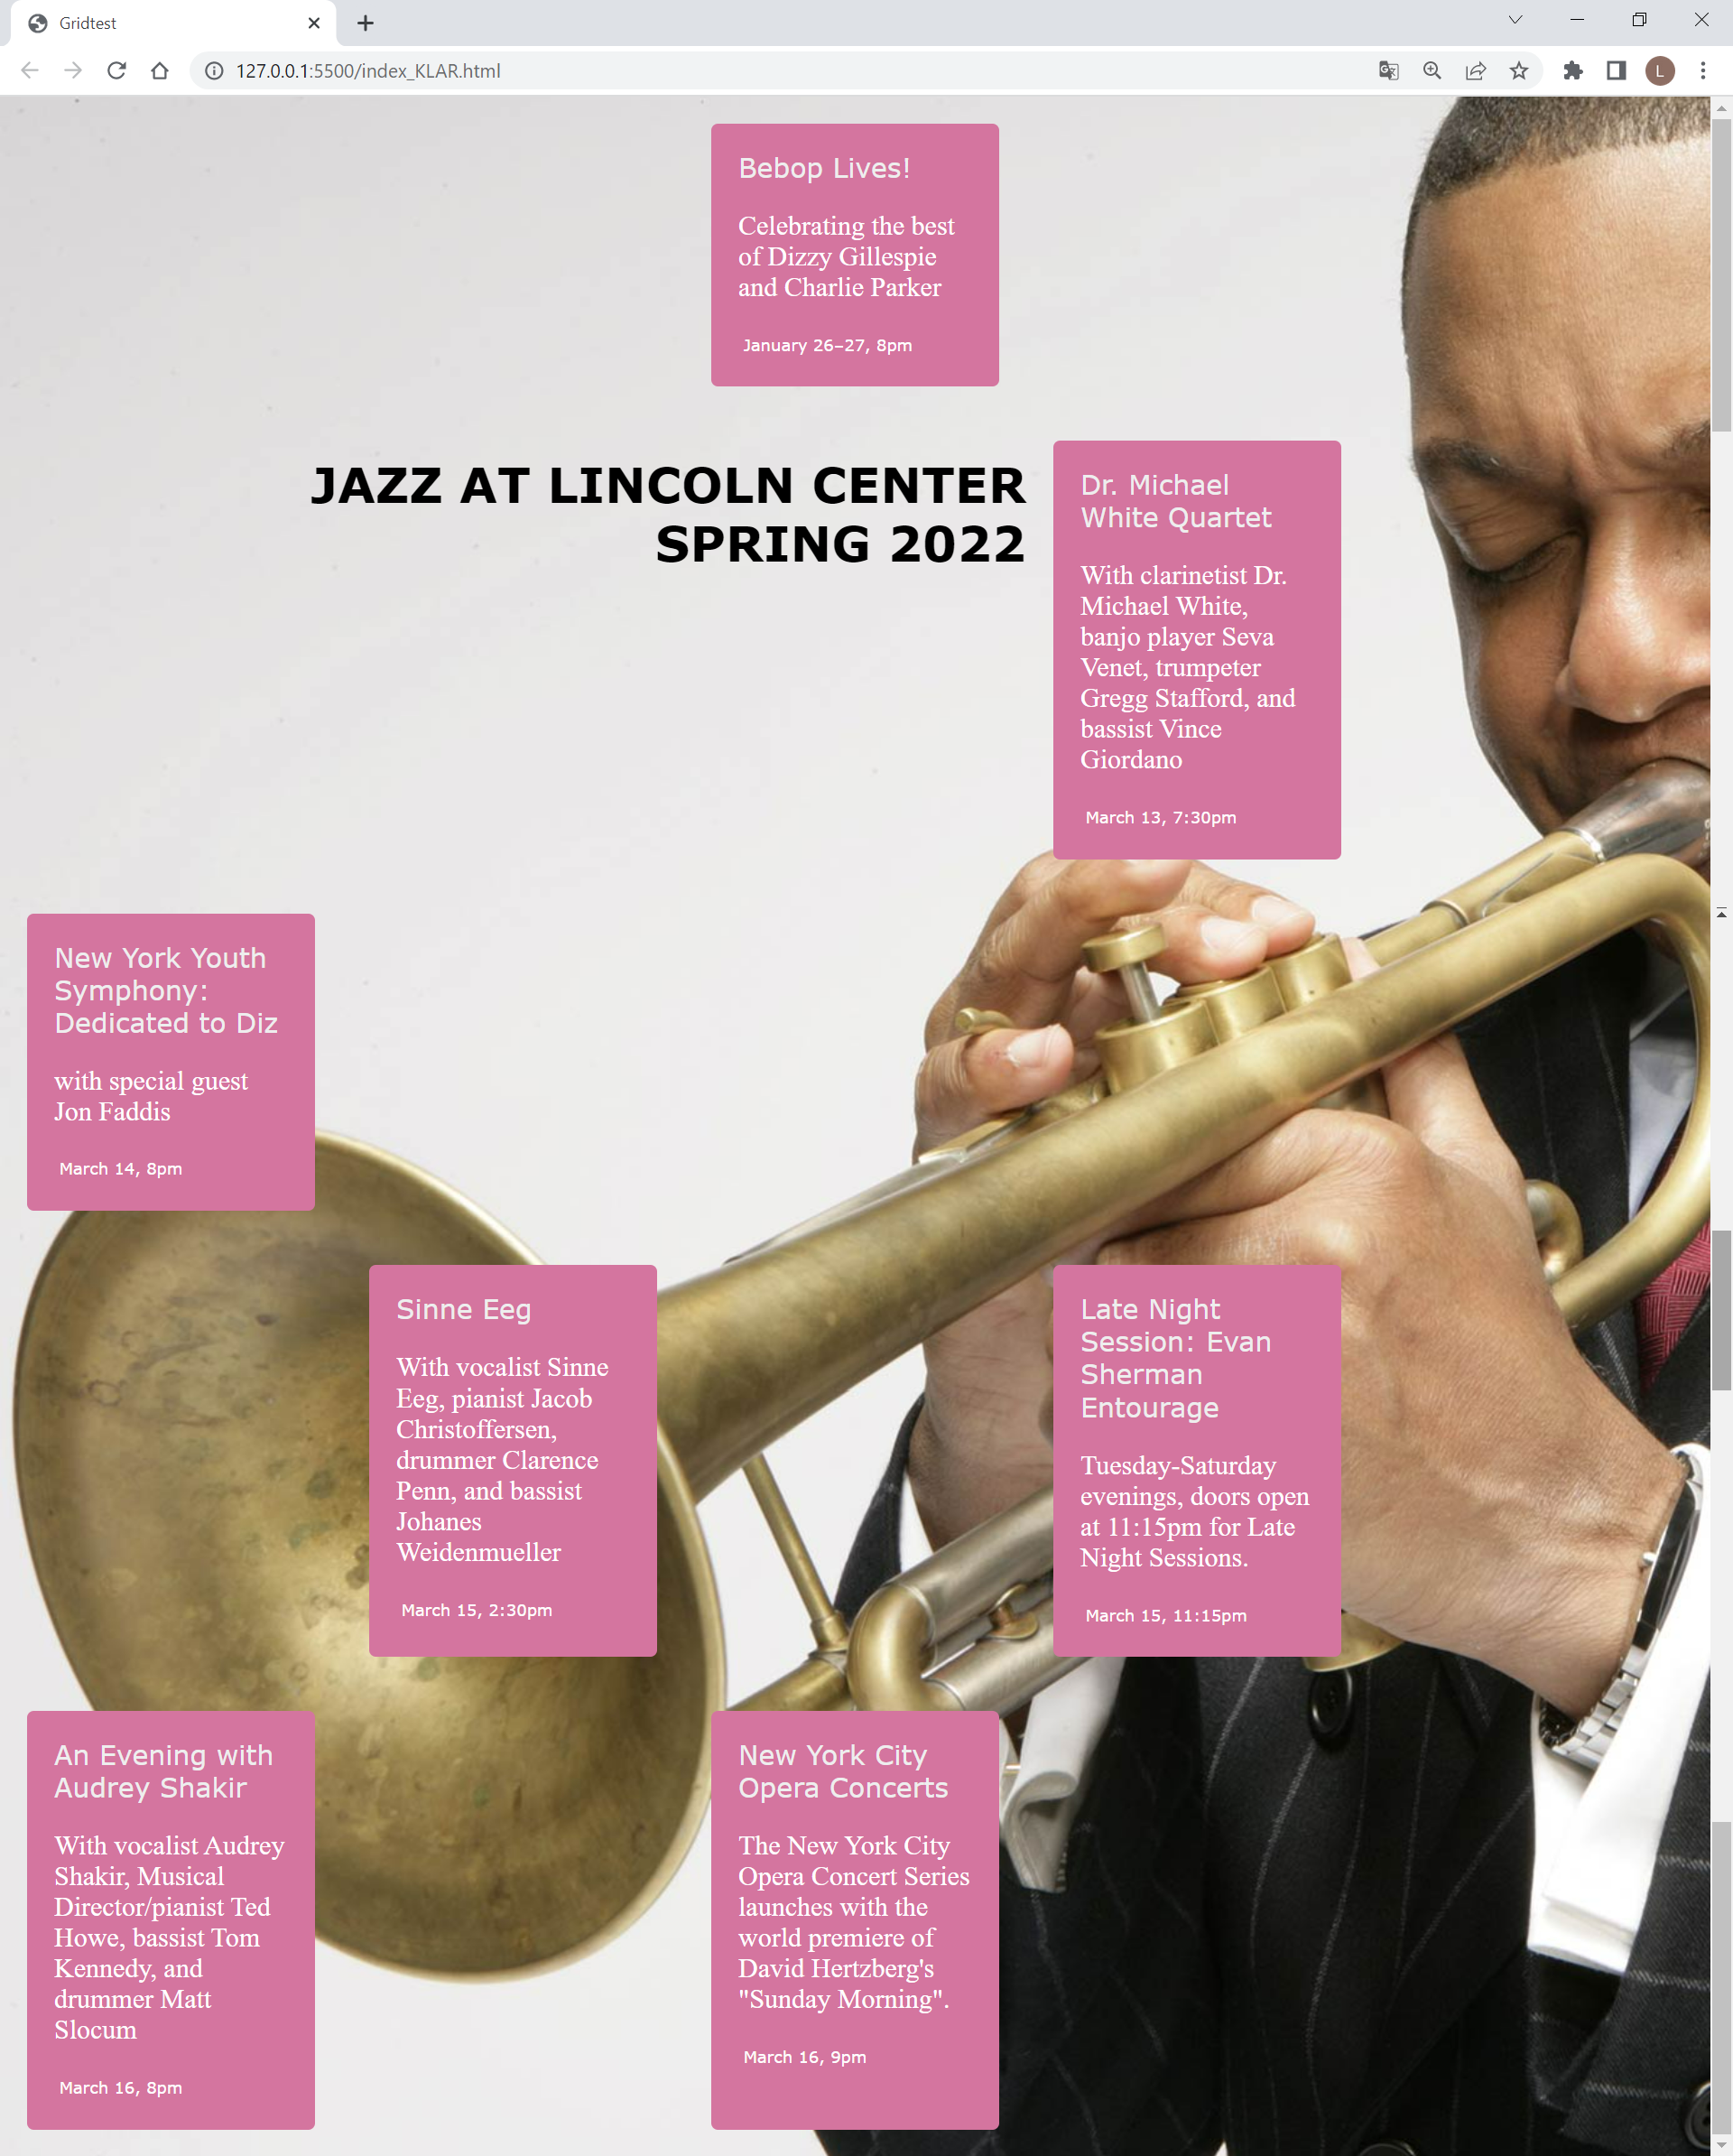 Gridtest
127.0.0.1:5500/index_KLAR.html
L
Bebop Lives!
Celebrating the best
of Dizzy Gillespie
and Charlie Parker
January 26–27, 8pm
JAZZ AT LINCOLN CENTER
SPRING 2022
Dr. Michael
White Quartet
With clarinetist Dr.
Michael White,
banjo player Seva
Venet, trumpeter
Gregg Stafford, and
bassist Vince
Giordano
March 13, 7:30pm
New York Youth
Symphony:
Dedicated to Diz
with special guest
Jon Faddis
March 14, 8pm
Sinne Eeg
With vocalist Sinne
Eeg, pianist Jacob
Christoffersen,
drummer Clarence
Penn, and bassist
Johanes
Weidenmueller
March 15, 2:30pm
Late Night
Session: Evan
Sherman
Entourage
Tuesday-Saturday
evenings, doors open
at 11:15pm for Late
Night Sessions.
March 15, 11:15pm
An Evening with
Audrey Shakir
With vocalist Audrey
Shakir, Musical
Director/pianist Ted
Howe, bassist Tom
Kennedy, and
drummer Matt
Slocum
March 16, 8pm
New York City
Opera Concerts
The New York City
Opera Concert Series
launches with the
world premiere of
David Hertzberg's
"Sunday Morning".
March 16, 9pm